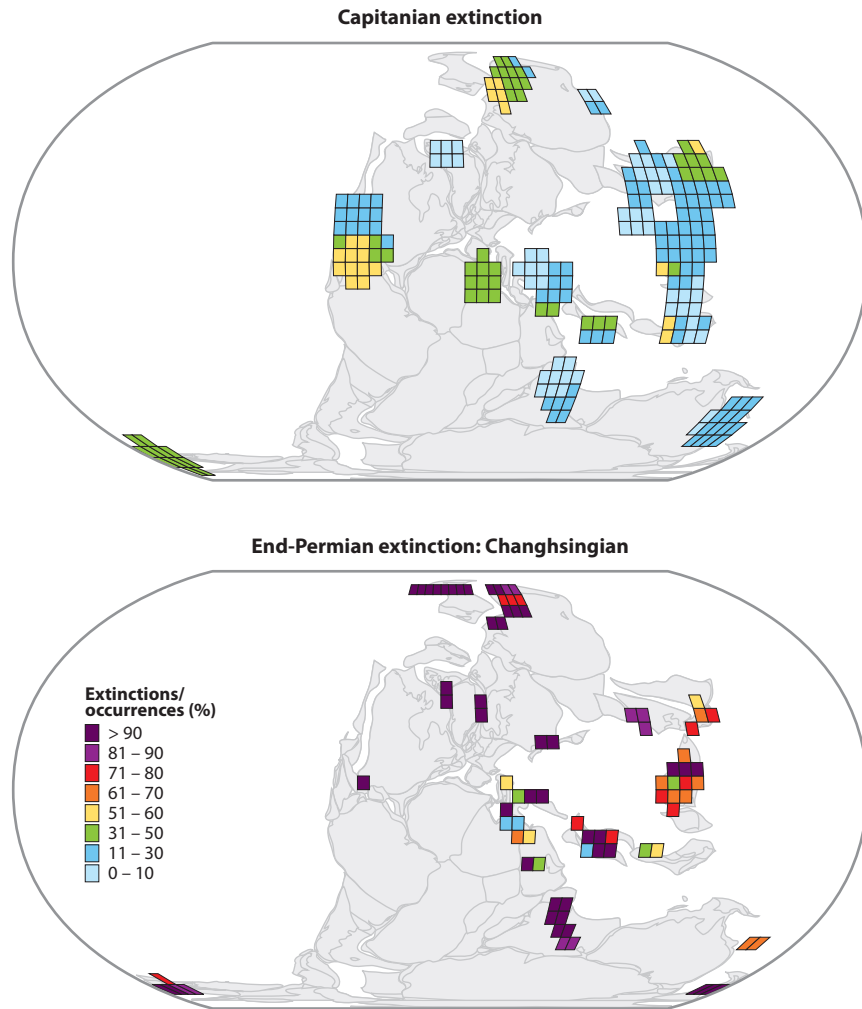 Capitanian extinction
End-Permian extinction: Changhsingian
Extinctions/
occurrences (%)
> 90
81 – 90
71 – 80
61 – 70
51 – 60
31 – 50
11 – 30
0 – 10